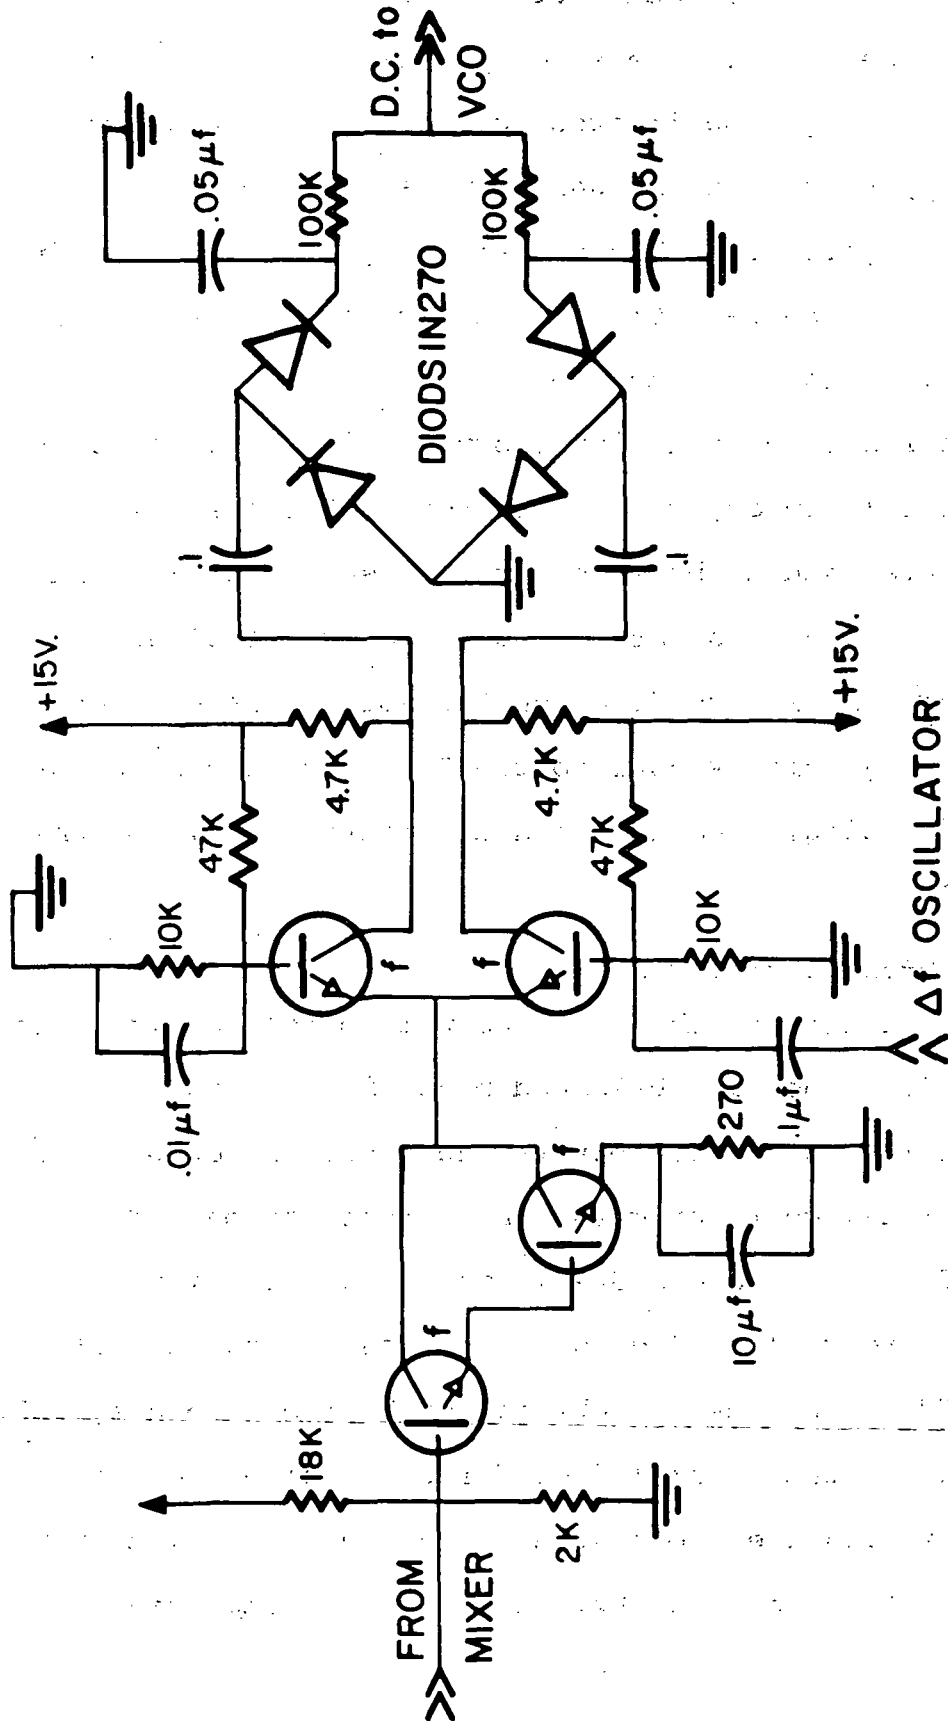 FROM
MIXER
18K
2K
f
10µf
270
f
.01µf
10K
47K
+15V.
4.7K
f
f
.1µf
10K
47K
4.7K
+15V.
Δf OSCILLATOR
.1
.1
DIODS IN270
.05µf
100K
100K
.05µf
D.C. to
VCO